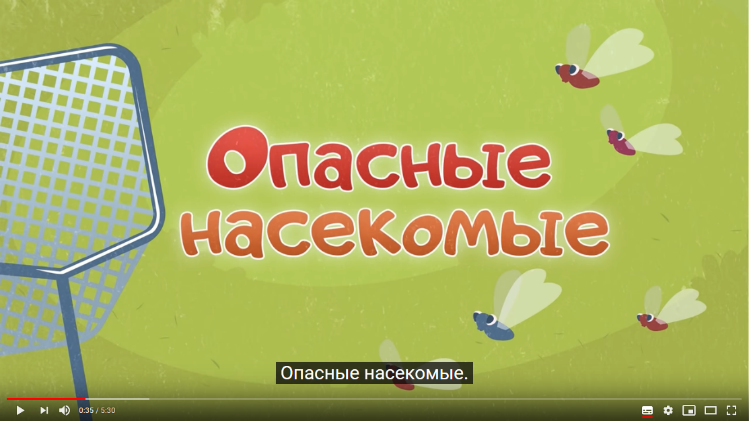 Опасные
насекомые
Опасные насекомые.
0:35 / 5:30